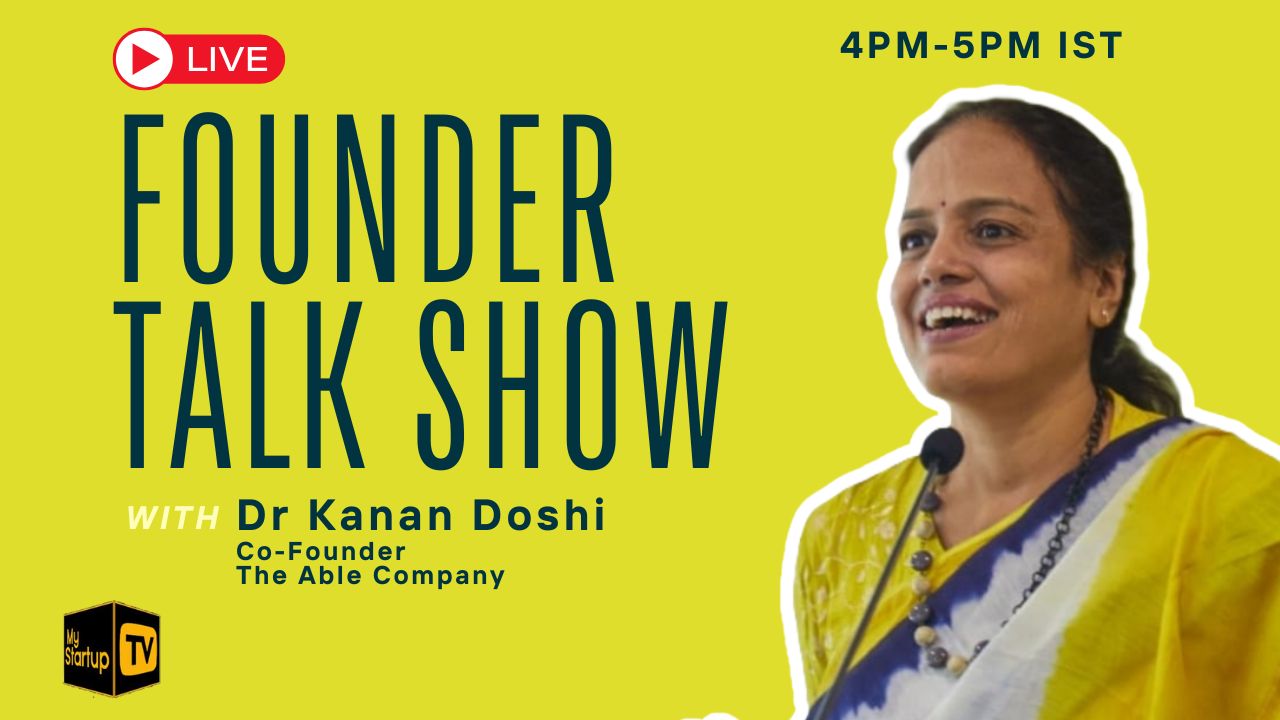 LIVE
4PM-5PM IST
FOUNDER
TALK SHOW
WITH Dr Kanan Doshi
Co-Founder
The Able Company
My
Startup
TV